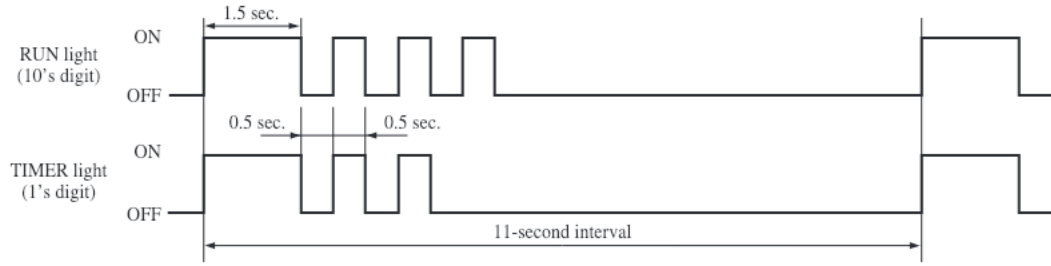 1.5 sec.
ON
RUN light
(10's digit)
OFF
0.5 sec.
0.5 sec.
ON
TIMER light
(1's digit)
OFF
11-second interval